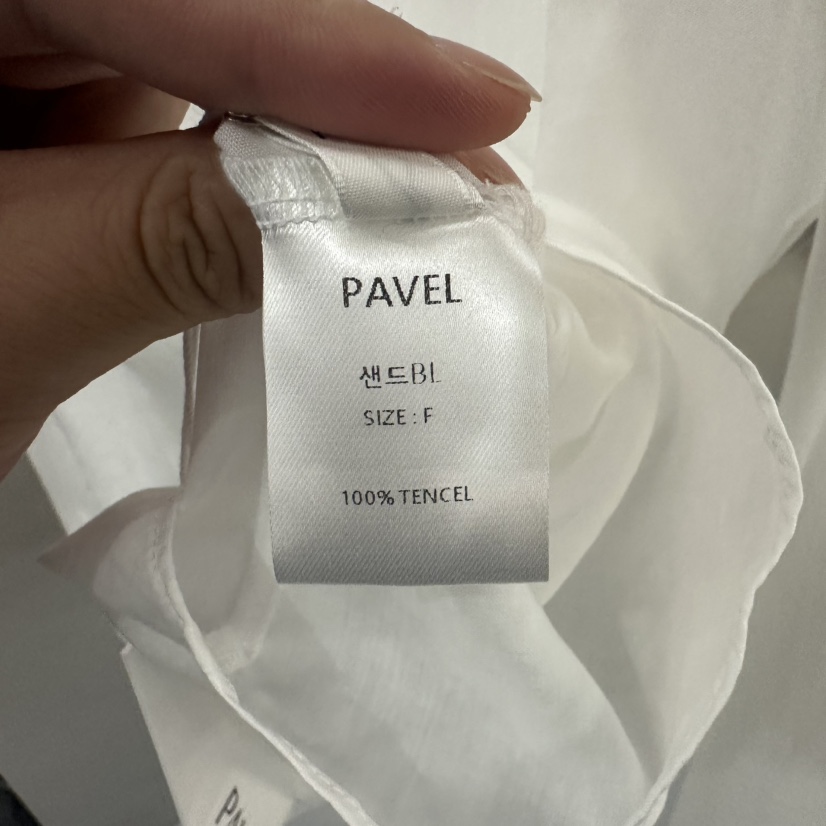 PAVEL
샌드BL
SIZE : F
100% TENCEL